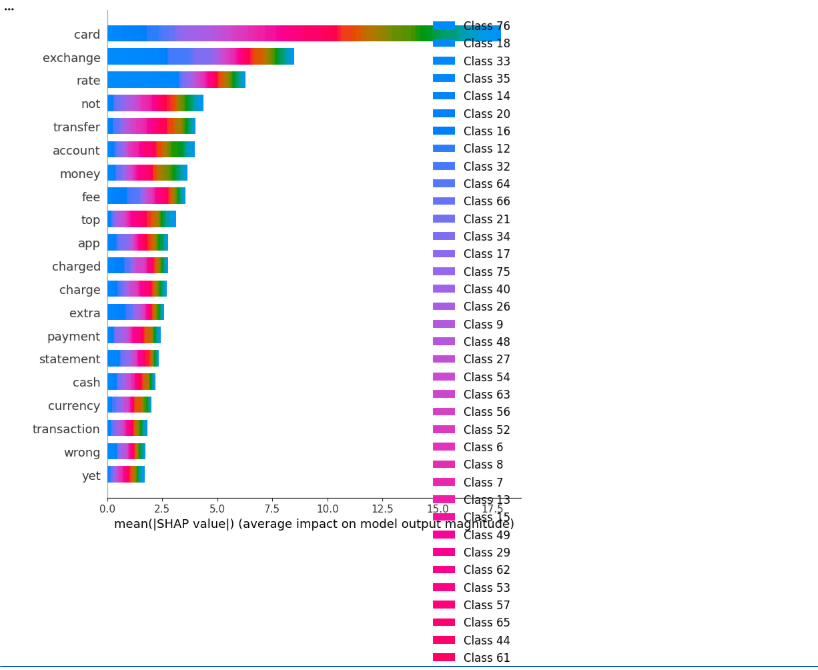 ...
card
exchange
rate
not
transfer
account
money
fee
top
app
charged
charge
extra
payment
statement
cash
currency
transaction
wrong
yet
0.0 2.5 5.0 7.5 10.0 12.5 15.0 17.5
mean(|SHAP value|) (average impact on model output magnitude)
Class 76
Class 18
Class 33
Class 35
Class 14
Class 20
Class 16
Class 12
Class 32
Class 64
Class 66
Class 21
Class 34
Class 17
Class 75
Class 40
Class 26
Class 9
Class 48
Class 27
Class 54
Class 63
Class 56
Class 52
Class 6
Class 8
Class 7
Class 13
Class 15
Class 49
Class 29
Class 62
Class 53
Class 57
Class 65
Class 44
Class 61